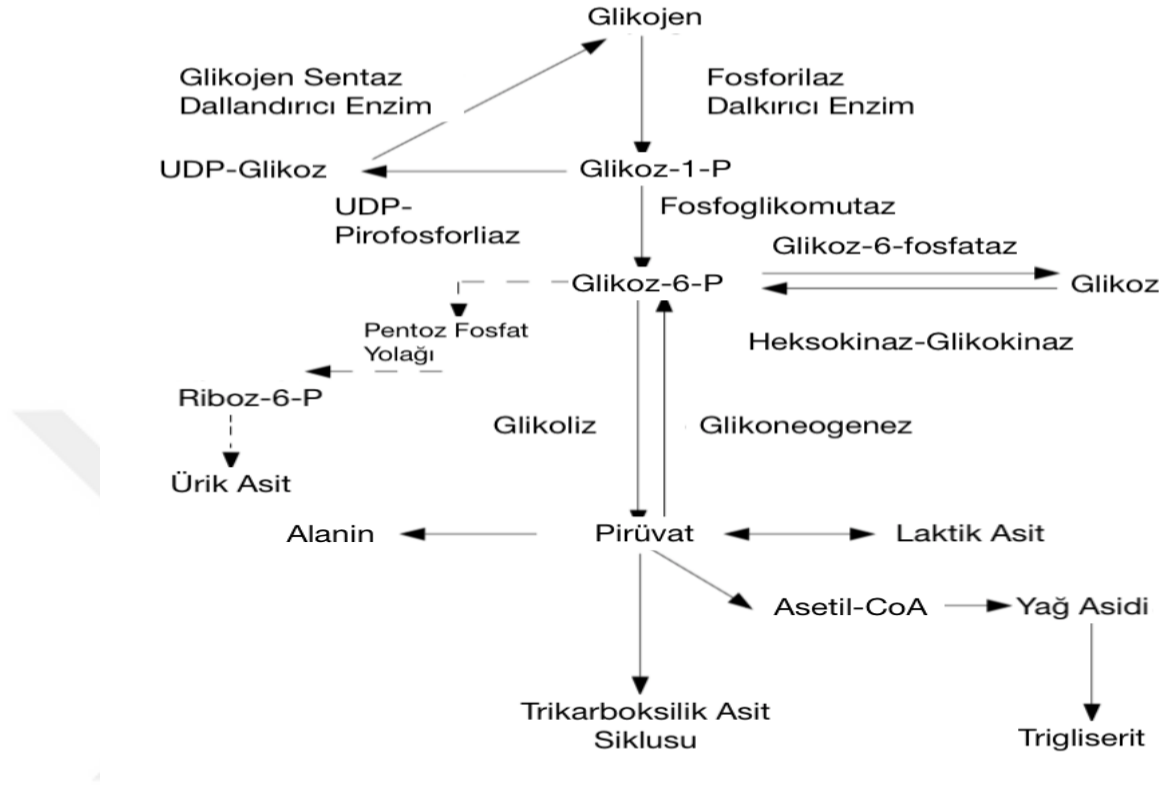 Glikojen
Glikojen Sentaz
Dallandırıcı Enzim
Fosforilaz
Dalkırıcı Enzim
UDP-Glikoz
Glikoz-1-P
UDP-
Pirofosforliaz
Fosfoglikomutaz
Glikoz-6-fosfataz
Glikoz-6-P
Glikoz
Heksokinaz-Glikokinaz
Pentoz Fosfat
Yolağı
Riboz-6-P
Glikoliz
Glikoneogenez
Ürik Asit
Alanin
Pirüvat
Laktik Asit
Asetil-CoA
Yağ Asidi
Trikarboksilik Asit
Siklusu
Trigliserit